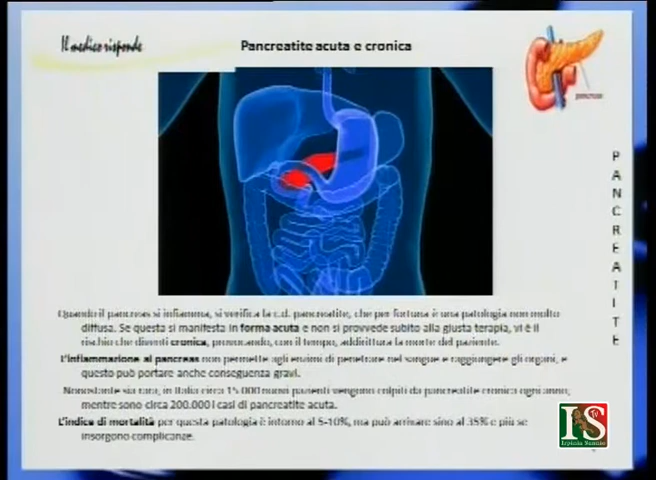 Il medico risponde
Pancreatite acuta e cronica
pancreas
PANCREATITE
Quando il pancreas si infiamma, si verifica la c.d. pancreatite, che per fortuna è una patologia non molto
diffusa. Se questa si manifesta in forma acuta e non si provvede subito alla giusta terapia, vi è il
rischio che diventi cronica, provocando, con il tempo, addirittura la morte del paziente.
L'infiammazione al pancreas non permette agli enzimi di penetrare nel sangue e raggiungere gli organi, e
questo può portare anche conseguenza gravi.
Nonostante sia rara, in Italia circa 15.000 nuovi pazienti vengono colpiti da pancreatite cronica ogni anno,
mentre sono circa 200.000 i casi di pancreatite acuta.
L'indice di mortalità per questa patologia è intorno al 5-10%, ma può arrivare sino al 35% e più se
insorgono complicanze.
IS
TV
Irpinia Sannio